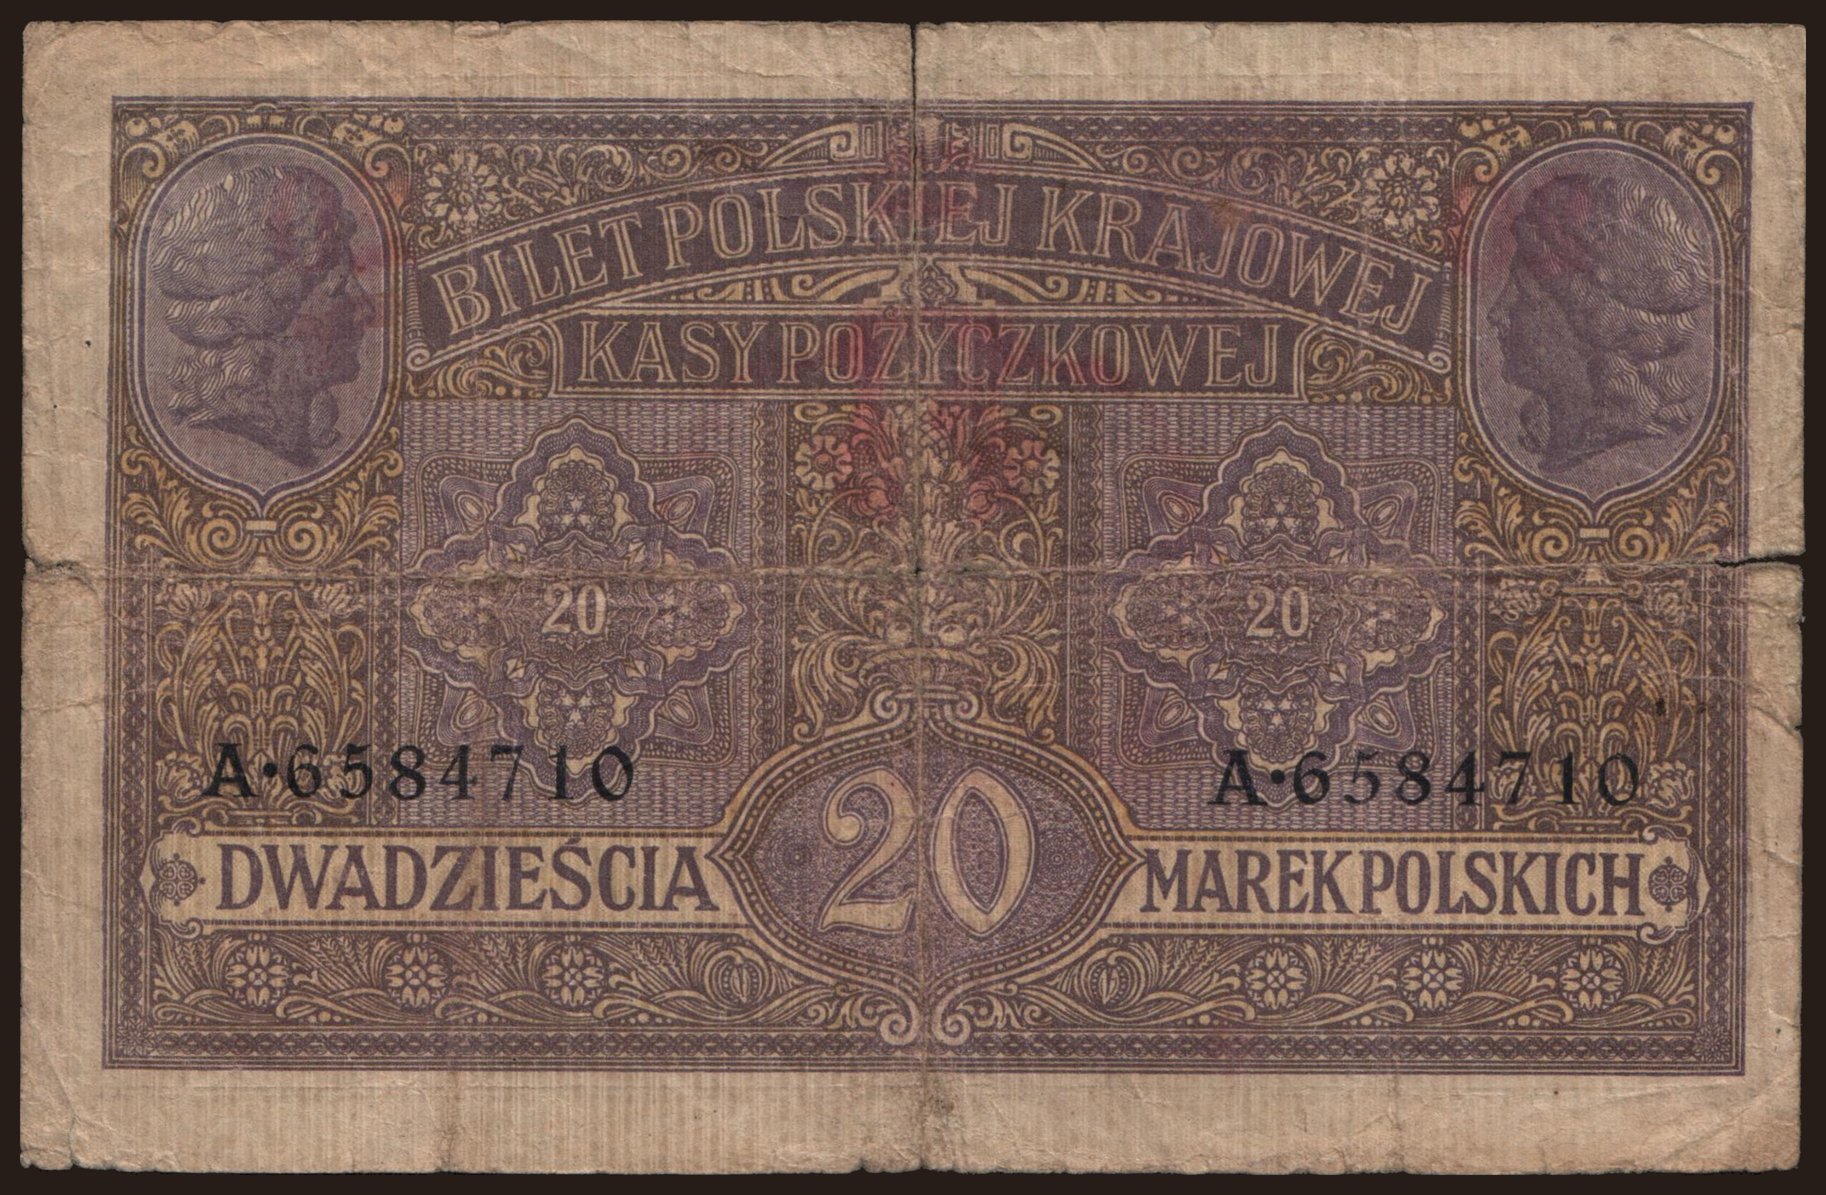 BILET POLSKIEJ KRAJOWEJ
KASY POŻYCZKOWEJ
20 20
A·6584710 A·6584710
DWADZIEŚCIA 20 MAREK POLSKICH